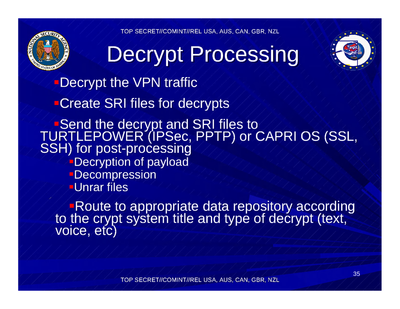 TOP SECRET//COMINT//REL USA, AUS, CAN, GBR, NZL
Decrypt Processing
▪Decrypt the VPN traffic
▪Create SRI files for decrypts
▪Send the decrypt and SRI files to
TURTLEPOWER (IPSec, PPTP) or CAPRI OS (SSL,
SSH) for post-processing
▪Decryption of payload
▪Decompression
▪Unrar files
▪Route to appropriate data repository according
to the crypt system title and type of decrypt (text,
voice, etc)
35
TOP SECRET//COMINT//REL USA, AUS, CAN, GBR, NZL